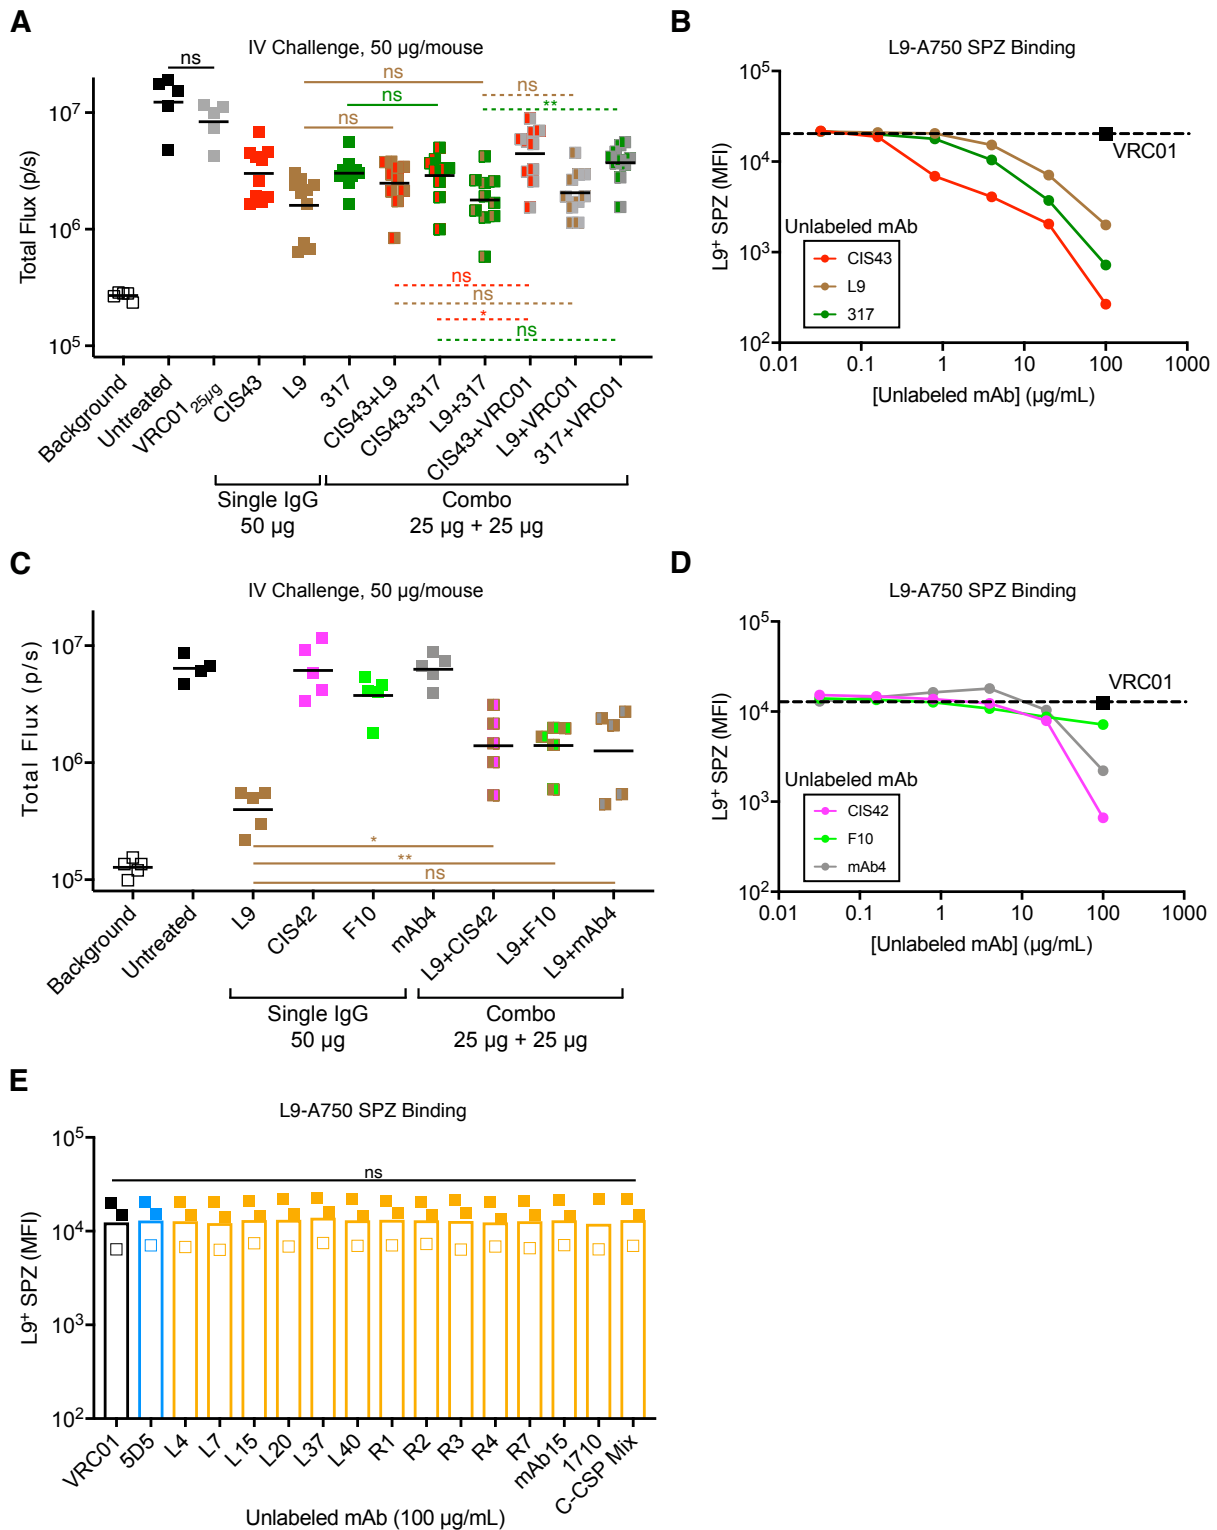 A
IV Challenge, 50 µg/mouse
Total Flux (p/s)
10⁷
10⁶
10⁵
ns
ns
ns
ns
ns
**
ns
ns
*
ns
Background
Untreated
VRC01 25µg
CIS43
L9
317
CIS43+L9
CIS43+317
L9+317
CIS43+VRC01
L9+VRC01
317+VRC01
Single IgG
50 µg
Combo
25 µg + 25 µg
B
L9-A750 SPZ Binding
L9⁺ SPZ (MFI)
10⁵
10⁴
10³
10²
VRC01
Unlabeled mAb
CIS43
L9
317
0.01
0.1
1
10
100
1000
[Unlabeled mAb] (µg/mL)
C
IV Challenge, 50 µg/mouse
Total Flux (p/s)
10⁷
10⁶
10⁵
*
**
ns
Background
Untreated
L9
CIS42
F10
mAb4
L9+CIS42
L9+F10
L9+mAb4
Single IgG
50 µg
Combo
25 µg + 25 µg
D
L9-A750 SPZ Binding
L9⁺ SPZ (MFI)
10⁵
10⁴
10³
10²
VRC01
Unlabeled mAb
CIS42
F10
mAb4
0.01
0.1
1
10
100
1000
[Unlabeled mAb] (µg/mL)
E
L9-A750 SPZ Binding
L9⁺ SPZ (MFI)
10⁵
10⁴
10³
10²
ns
VRC01
5D5
L4
L7
L15
L20
L37
L40
R1
R2
R3
R4
R7
mAb15
1710
C-CSP Mix
Unlabeled mAb (100 µg/mL)